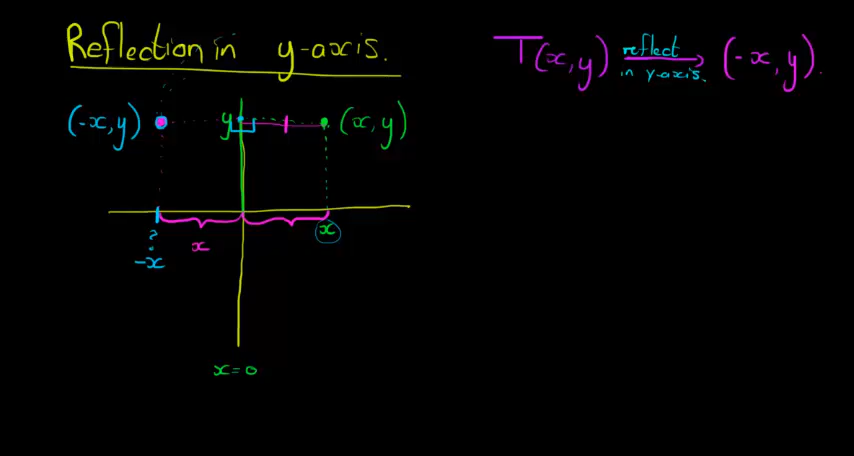 Reflection in y-axis.
T(x,y) reflect in y-axis. (-x,y).
(-x,y)
y
(x,y)
x
x
?
-x
x=0